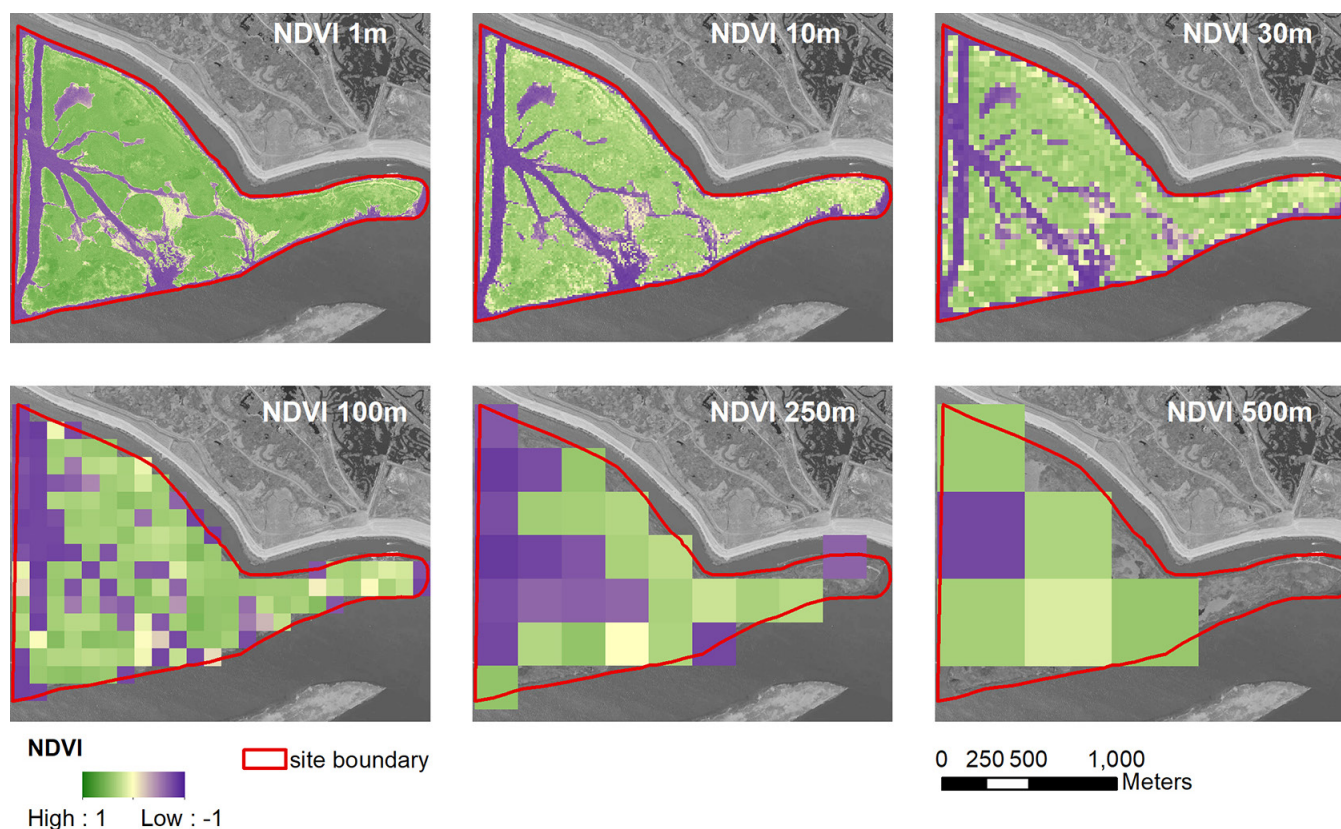 NDVI 1m
NDVI 10m
NDVI 30m
NDVI 100m
NDVI 250m
NDVI 500m
NDVI
High : 1 Low : -1
site boundary
0 250 500 1,000
Meters